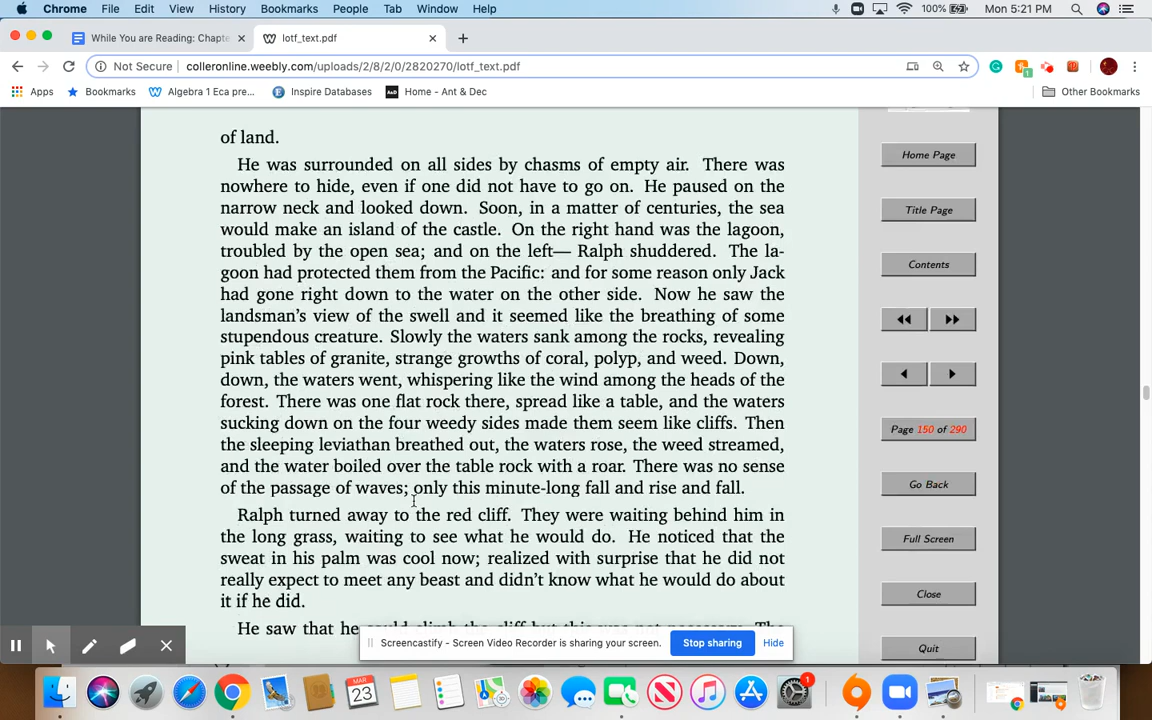 Chrome File Edit View History Bookmarks People Tab Window Help 100% Mon 5:21 PM
While You are Reading: Chapte
lotf_text.pdf
Not Secure colleronline.weebly.com/uploads/2/8/2/0/2820270/lotf_text.pdf
Apps Bookmarks Algebra 1 Eca pre... Inspire Databases Home - Ant & Dec Other Bookmarks
of land.
He was surrounded on all sides by chasms of empty air. There was
nowhere to hide, even if one did not have to go on. He paused on the
narrow neck and looked down. Soon, in a matter of centuries, the sea
would make an island of the castle. On the right hand was the lagoon,
troubled by the open sea; and on the left— Ralph shuddered. The la-
goon had protected them from the Pacific: and for some reason only Jack
had gone right down to the water on the other side. Now he saw the
landsman's view of the swell and it seemed like the breathing of some
stupendous creature. Slowly the waters sank among the rocks, revealing
pink tables of granite, strange growths of coral, polyp, and weed. Down,
down, the waters went, whispering like the wind among the heads of the
forest. There was one flat rock there, spread like a table, and the waters
sucking down on the four weedy sides made them seem like cliffs. Then
the sleeping leviathan breathed out, the waters rose, the weed streamed,
and the water boiled over the table rock with a roar. There was no sense
of the passage of waves; only this minute-long fall and rise and fall.
Ralph turned away to the red cliff. They were waiting behind him in
the long grass, waiting to see what he would do. He noticed that the
sweat in his palm was cool now; realized with surprise that he did not
really expect to meet any beast and didn't know what he would do about
it if he did.
He saw that he could climb the cliff but this was not necessary. The
Home Page
Title Page
Contents
Page 150 of 290
Go Back
Full Screen
Close
Quit
Screencastify - Screen Video Recorder is sharing your screen. Stop sharing Hide
MAR
23
1